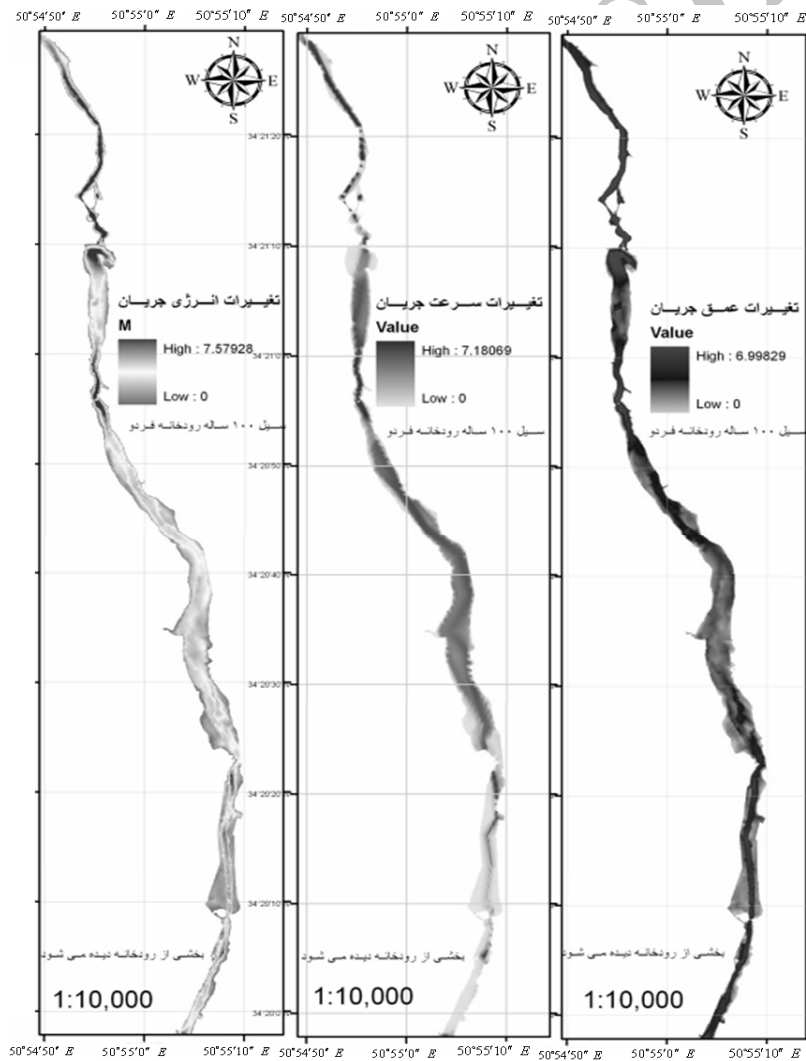 50°54'50" E 50°55'0" E 50°55'10" E
50°54'50" E 50°55'0" E 50°55'10" E
50°54'50" E 50°55'0" E 50°55'10" E
N
W E
S
N
W E
S
N
W E
S
34°21'20"
34°21'10"
34°21'0"
34°20'50"
34°20'40"
34°20'30"
34°20'20"
34°20'10"
34°20'0"
تغییرات انرژی جریان
M
High : 7.57928
Low : 0
سیل ۱۰۰ ساله رودخانه فردو
بخشی از رودخانه دیده می شود
1:10,000
تغییرات سرعت جریان
Value
High : 7.18069
Low : 0
سیل ۱۰۰ ساله رودخانه فردو
بخشی از رودخانه دیده می شود
1:10,000
تغییرات عمق جریان
Value
High : 6.99829
Low : 0
سیل ۱۰۰ ساله رودخانه فردو
بخشی از رودخانه دیده می شود
1:10,000
50°54'50" E 50°55'0" E 50°55'10" E
50°54'50" E 50°55'0" E 50°55'10" E
50°54'50" E 50°55'0" E 50°55'10" E